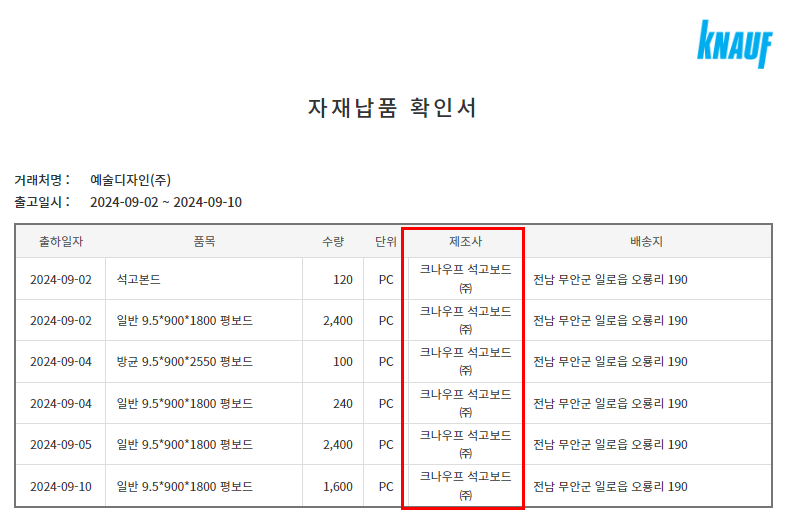 KNAUF
자재납품 확인서
거래처명 : 예술디자인(주)
출고일시 : 2024-09-02 ~ 2024-09-10
출하일자 품목 수량 단위 제조사 배송지
2024-09-02 석고본드 120 PC 크나우프 석고보드㈜ 전남 무안군 일로읍 오룡리 190
2024-09-02 일반 9.5*900*1800 평보드 2,400 PC 크나우프 석고보드㈜ 전남 무안군 일로읍 오룡리 190
2024-09-04 방균 9.5*900*2550 평보드 100 PC 크나우프 석고보드㈜ 전남 무안군 일로읍 오룡리 190
2024-09-04 일반 9.5*900*1800 평보드 240 PC 크나우프 석고보드㈜ 전남 무안군 일로읍 오룡리 190
2024-09-05 일반 9.5*900*1800 평보드 2,400 PC 크나우프 석고보드㈜ 전남 무안군 일로읍 오룡리 190
2024-09-10 일반 9.5*900*1800 평보드 1,600 PC 크나우프 석고보드㈜ 전남 무안군 일로읍 오룡리 190